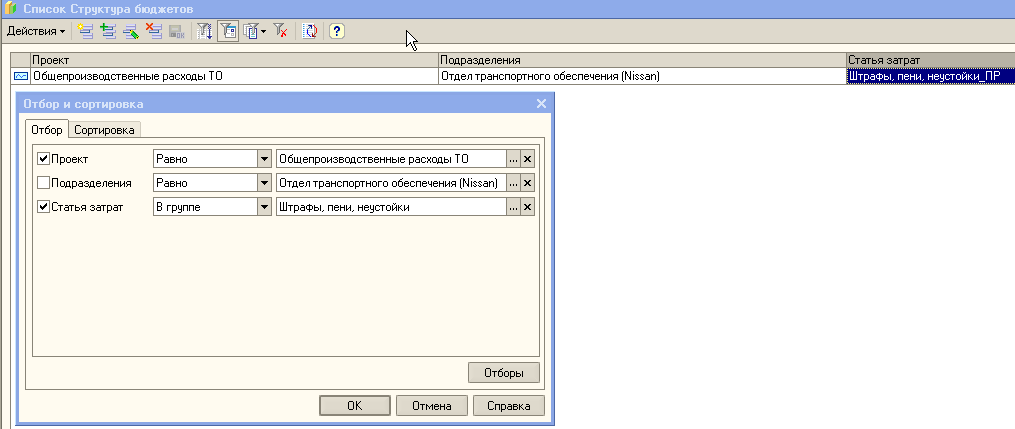 Список Структура бюджетов
Действия
Проект Подразделения Статья затрат
Общепроизводственные расходы ТО Отдел транспортного обеспечения (Nissan) Штрафы, пени, неустойки_ПР
Отбор и сортировка
Отбор Сортировка
Проект Равно Общепроизводственные расходы ТО ...
Подразделения Равно Отдел транспортного обеспечения (Nissan) ...
Статья затрат В группе Штрафы, пени, неустойки ...
Отборы
OK Отмена Справка